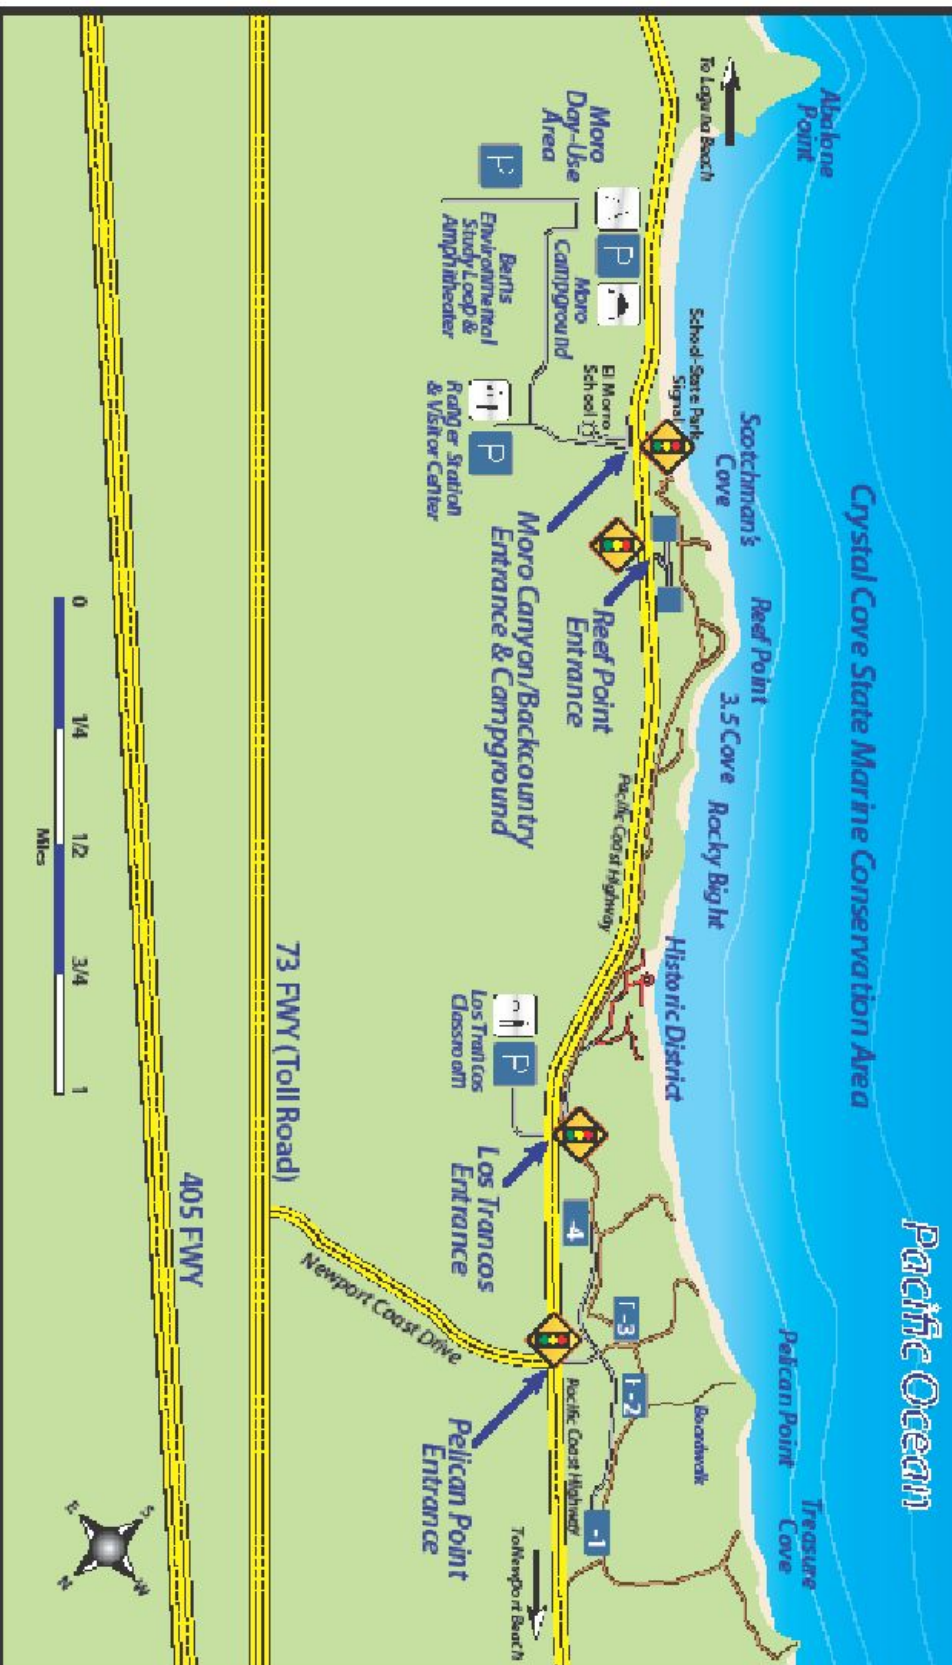 Pacific Ocean
Crystal Cove State Marine Conservation Area
Abalone
Point
Scotchman's
Cove
Reef Point
3.5 Cove
Rocky Bight
Historic District
Pelican Point
Treasure
Cove
To Laguna Beach
School-State Park
Signal
Boardwalk
Moro
Day-Use
Area
P
P
Moro
Campground
El Morro
School
Berns
Environmental
Study Loop &
Amphitheater
Ranger Station
& Visitor Center
P
Moro Canyon/Backcountry
Entrance & Campground
Reef Point
Entrance
Pacific Coast Highway
Los Trancos
Classroom
P
Los Trancos
Entrance
-4
-3
-2
-1
Pacific Coast Highway
To Newport Beach
Pelican Point
Entrance
Newport Coast Drive
73 FWY (Toll Road)
405 FWY
0
1/4
1/2
3/4
1
Miles
S
W
E
N